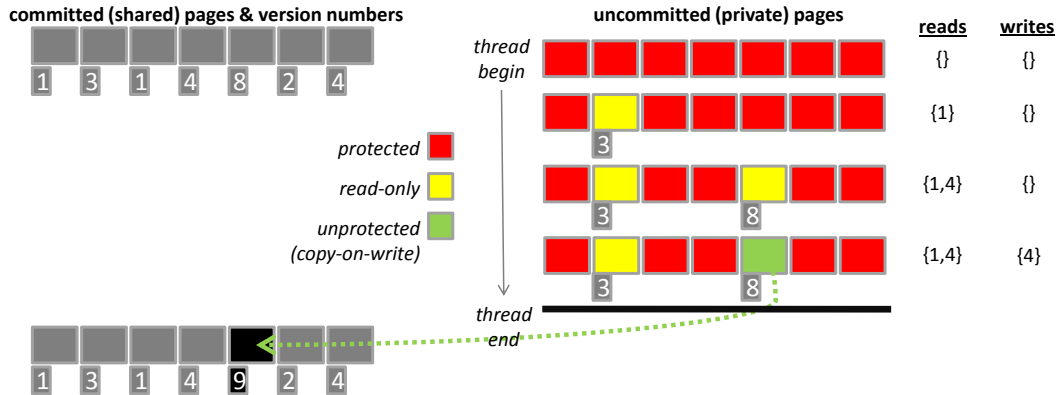 committed (shared) pages & version numbers
1 3 1 4 8 2 4
protected
read-only
unprotected
(copy-on-write)
1 3 1 4 9 2 4
uncommitted (private) pages
reads writes
thread
begin
{} {}
{1} {}
3
{1,4} {}
3 8
{1,4} {4}
3 8
thread
end